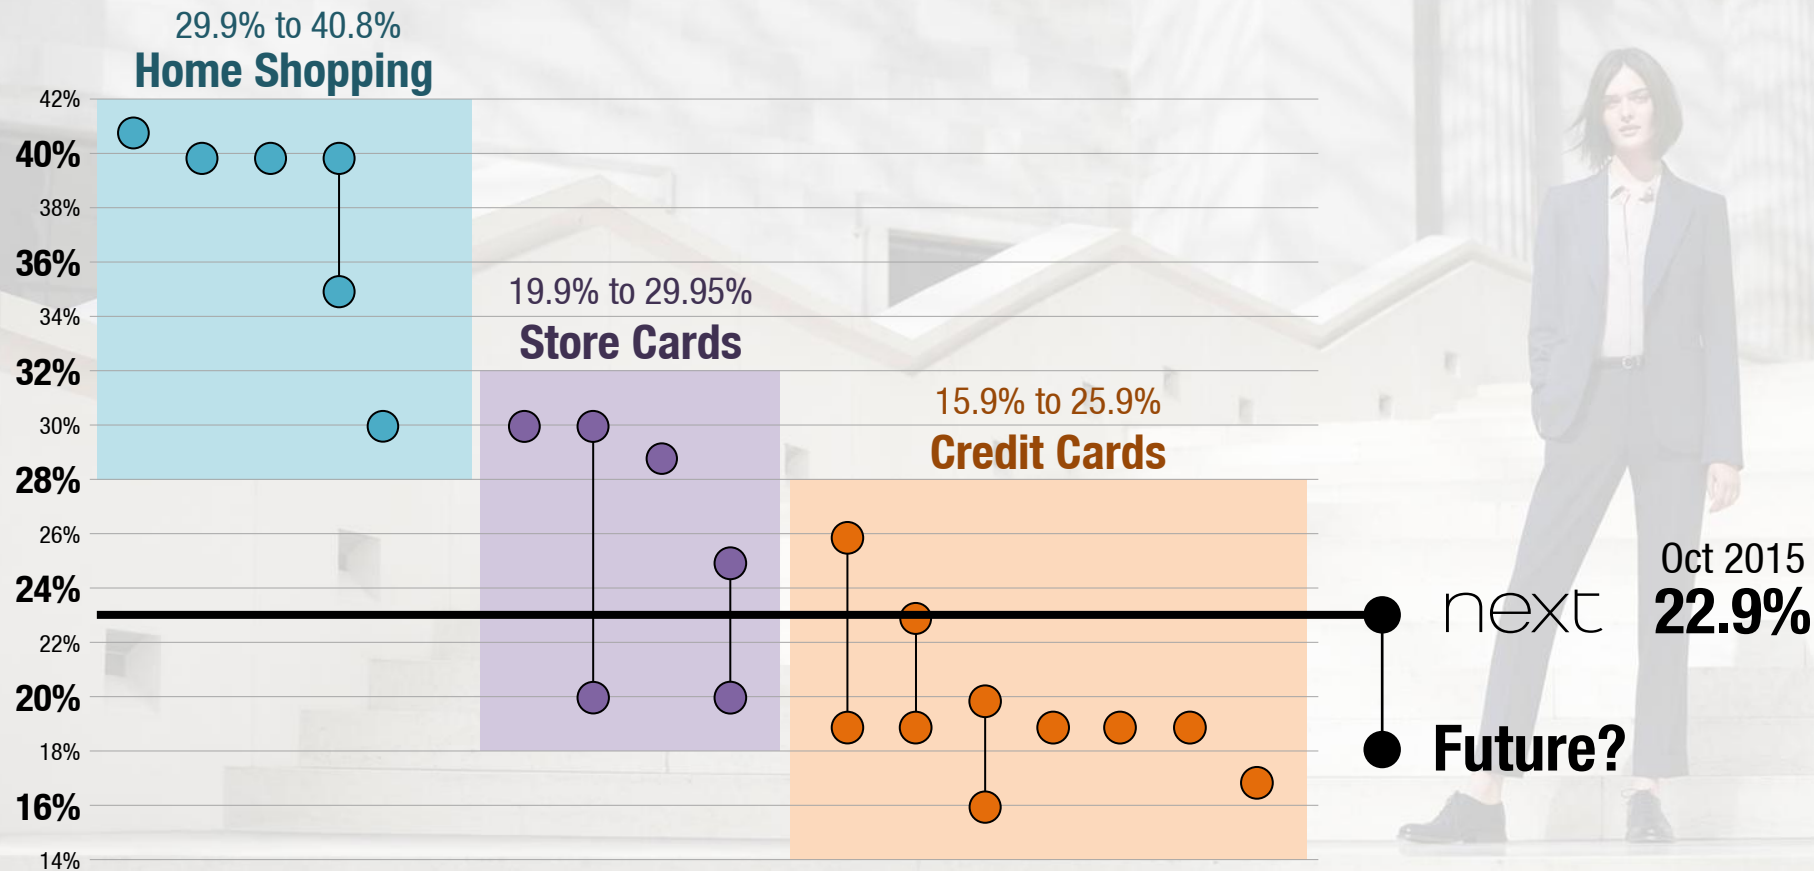 29.9% to 40.8%
Home Shopping
42%
40%
38%
36%
34%
32%
30%
28%
26%
24%
22%
20%
18%
16%
14%
19.9% to 29.95%
Store Cards
15.9% to 25.9%
Credit Cards
Oct 2015
next 22.9%
Future?